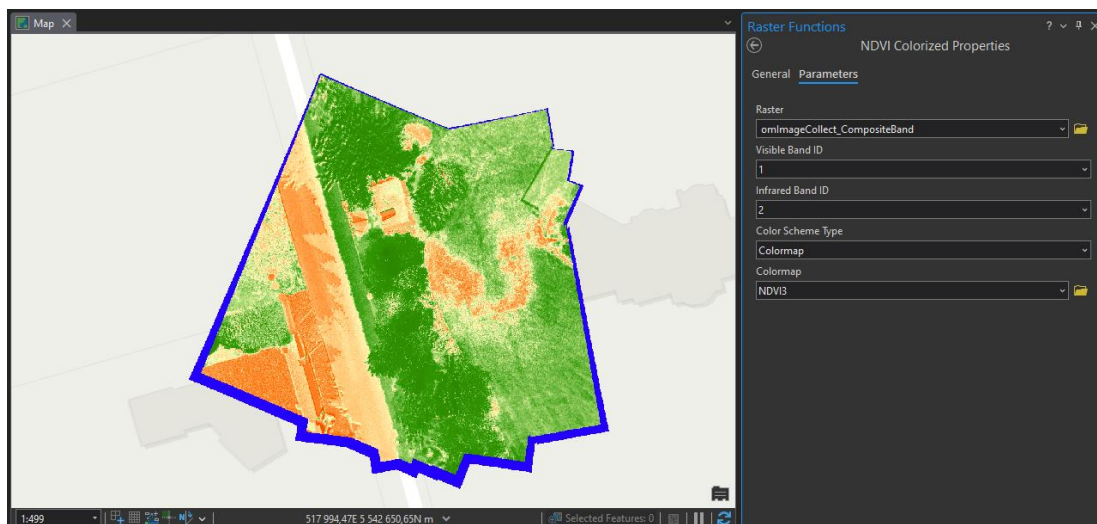 Map
Raster Functions
NDVI Colorized Properties
General Parameters
Raster
omImageCollect_CompositeBand
Visible Band ID
1
Infrared Band ID
2
Color Scheme Type
Colormap
Colormap
NDVI3
1:499
517 994,47E 5 542 650,65N m
Selected Features: 0